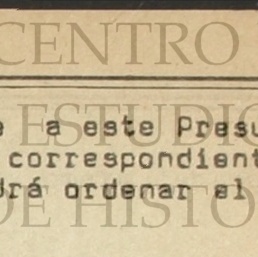 CENTRO
ESTUDIO
e a este Presu
correspondient
drá ordenar el
DE HISTO